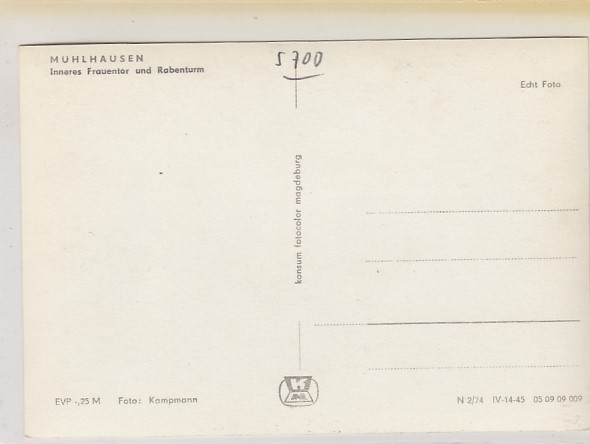 MÜHLHAUSEN
Inneres Frauentor und Rabenturm
5700
Echt Foto
konsum fotocolor magdeburg
EVP -,25 M Foto: Kampmann
K
N 2/74 IV-14-45 05 09 09 009